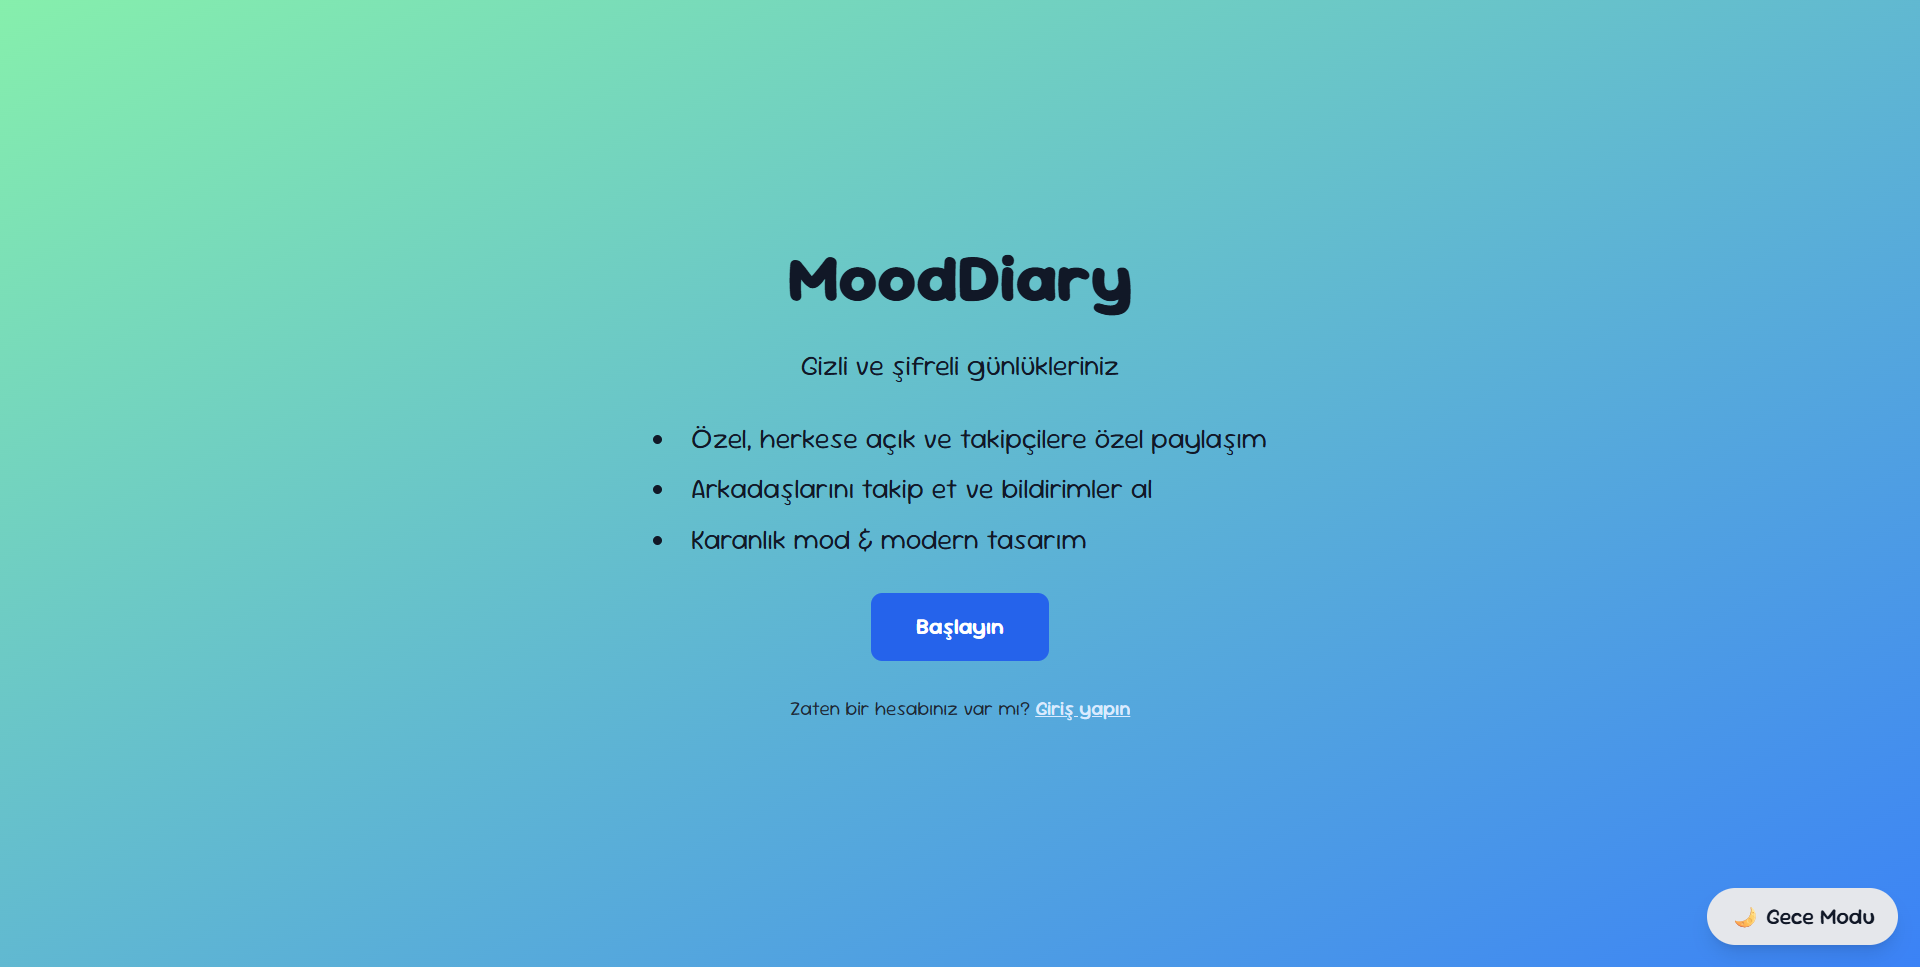 MoodDiary
Gizli ve şifreli günlükleriniz
• Özel, herkese açık ve takipçilere özel paylaşım
• Arkadaşlarını takip et ve bildirimler al
• Karanlık mod & modern tasarım
Başlayın
Zaten bir hesabınız var mı? Giriş yapın
🌙 Gece Modu